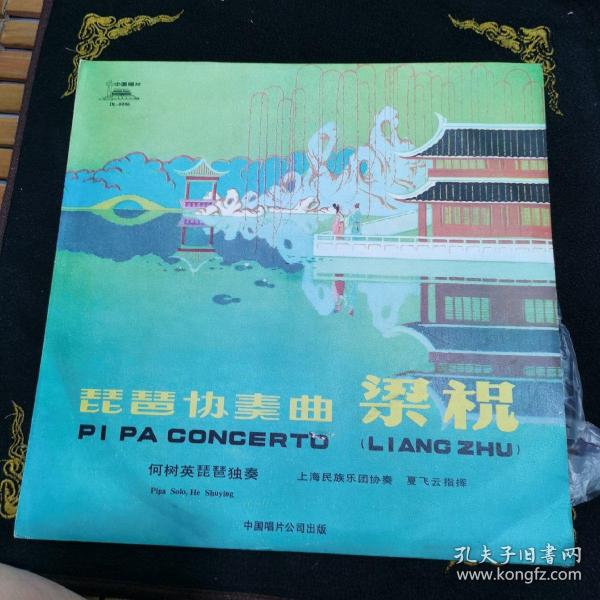 中国唱片
琵琶协奏曲 梁祝
PI PA CONCERTO (LIANG ZHU)
何树英琵琶独奏 上海民族乐团协奏 夏飞云指挥
Pipa Solo, He Shuying
中国唱片公司出版
孔夫子旧书网
www.kongfz.com